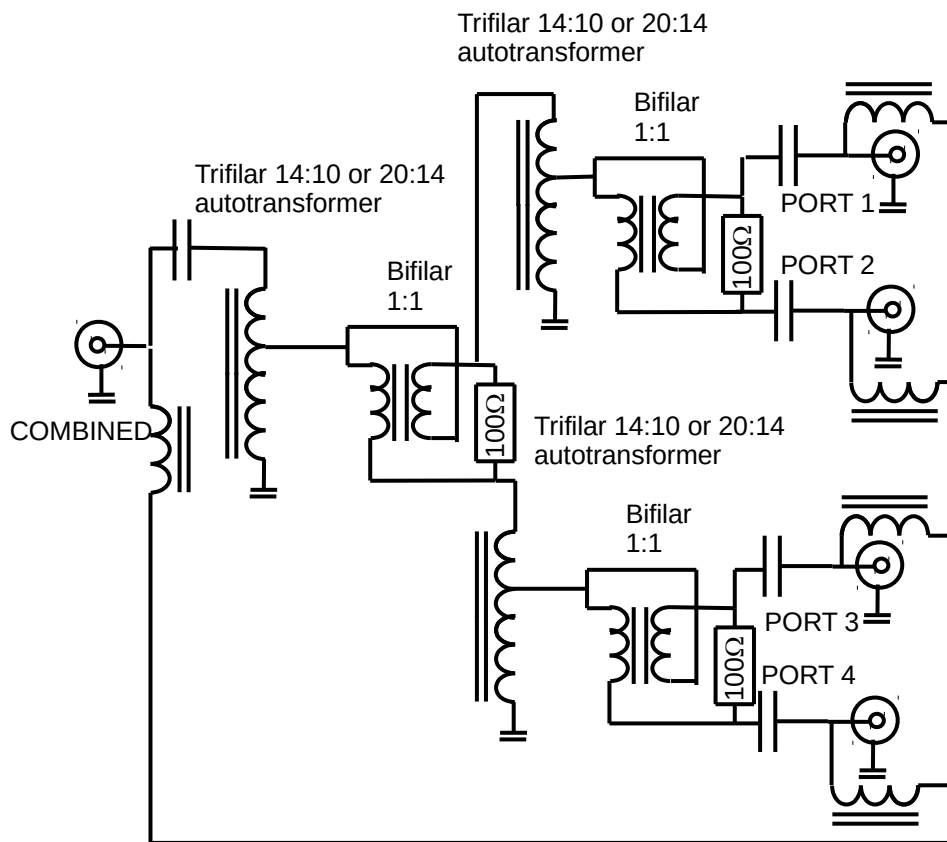 Trifilar 14:10 or 20:14
autotransformer
Bifilar
1:1
Trifilar 14:10 or 20:14
autotransformer
PORT 1
100Ω
PORT 2
Bifilar
1:1
100Ω
COMBINED
Trifilar 14:10 or 20:14
autotransformer
Bifilar
1:1
PORT 3
100Ω
PORT 4